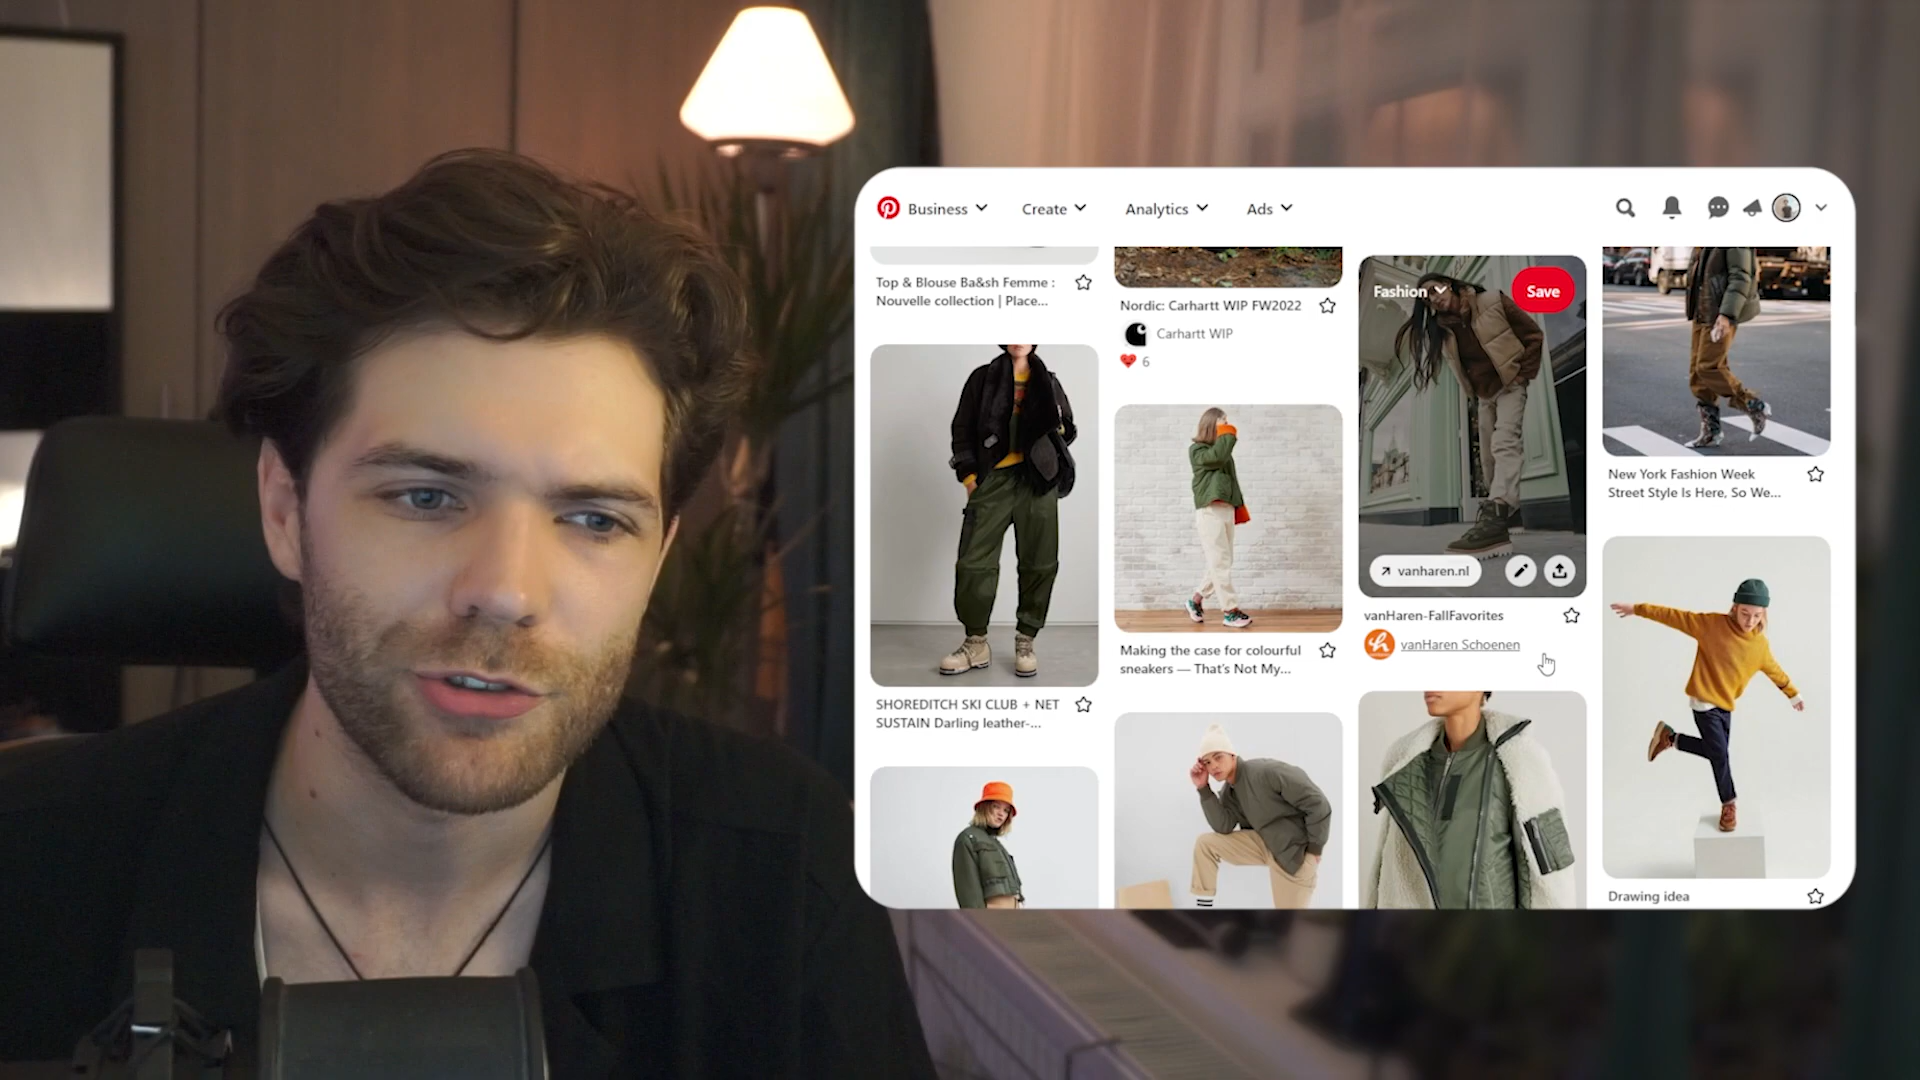 Business
Create
Analytics
Ads
Top & Blouse Ba&sh Femme :
Nouvelle collection | Place...
SHOREDITCH SKI CLUB + NET
SUSTAIN Darling leather-...
Nordic: Carhartt WIP FW2022
Carhartt WIP
6
Making the case for colourful
sneakers — That's Not My...
Fashion
Save
vanharen.nl
vanHaren-FallFavorites
vanHaren Schoenen
New York Fashion Week
Street Style Is Here, So We...
Drawing idea